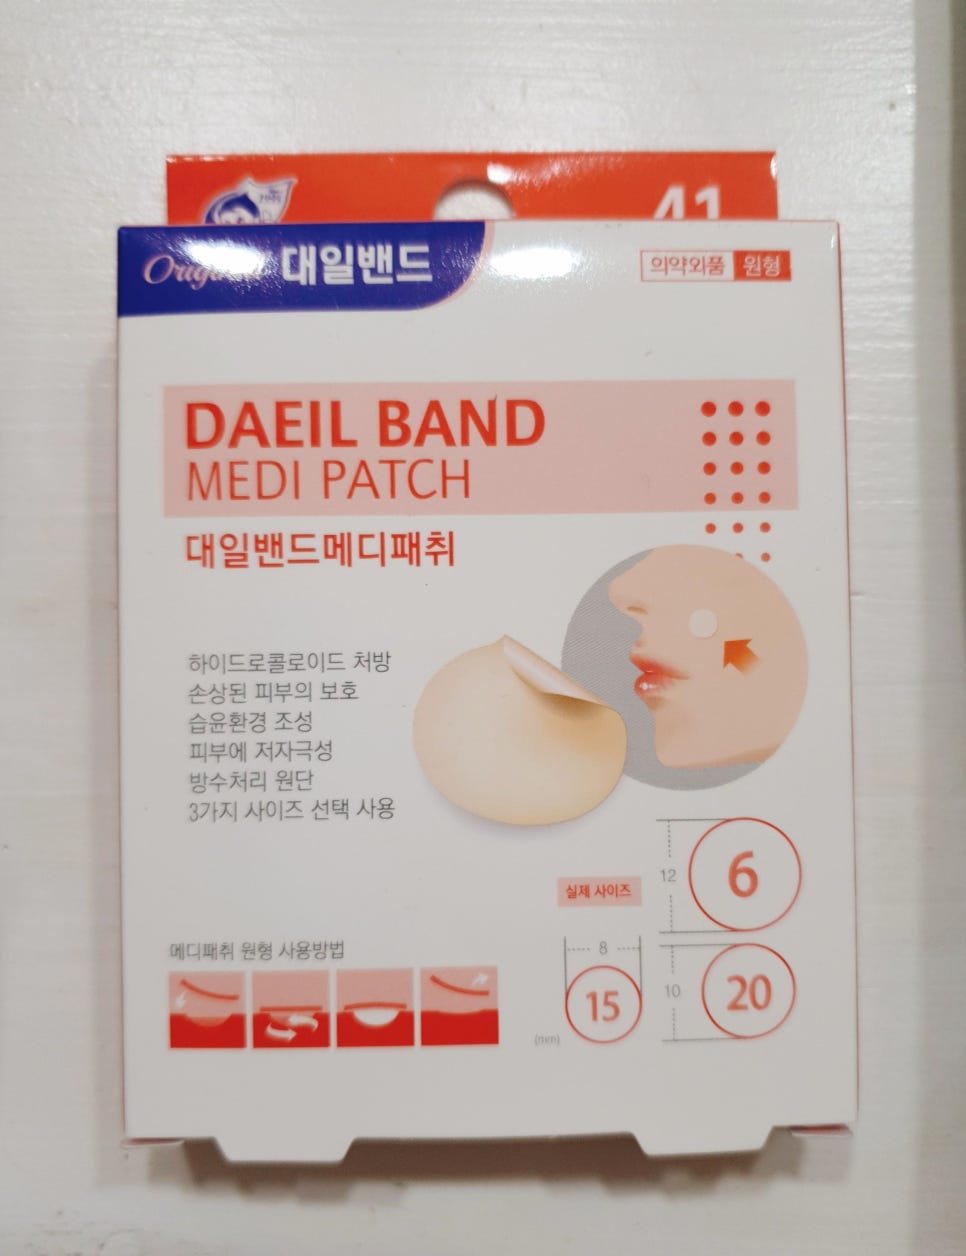 41
대일밴드
의약외품 원형
DAEIL BAND
MEDI PATCH
대일밴드메디패취
하이드로콜로이드 처방
손상된 피부의 보호
습윤환경 조성
피부에 저자극성
방수처리 원단
3가지 사이즈 선택 사용
12
6
실제 사이즈
메디패취 원형 사용방법
8
15
10
20
(mm)